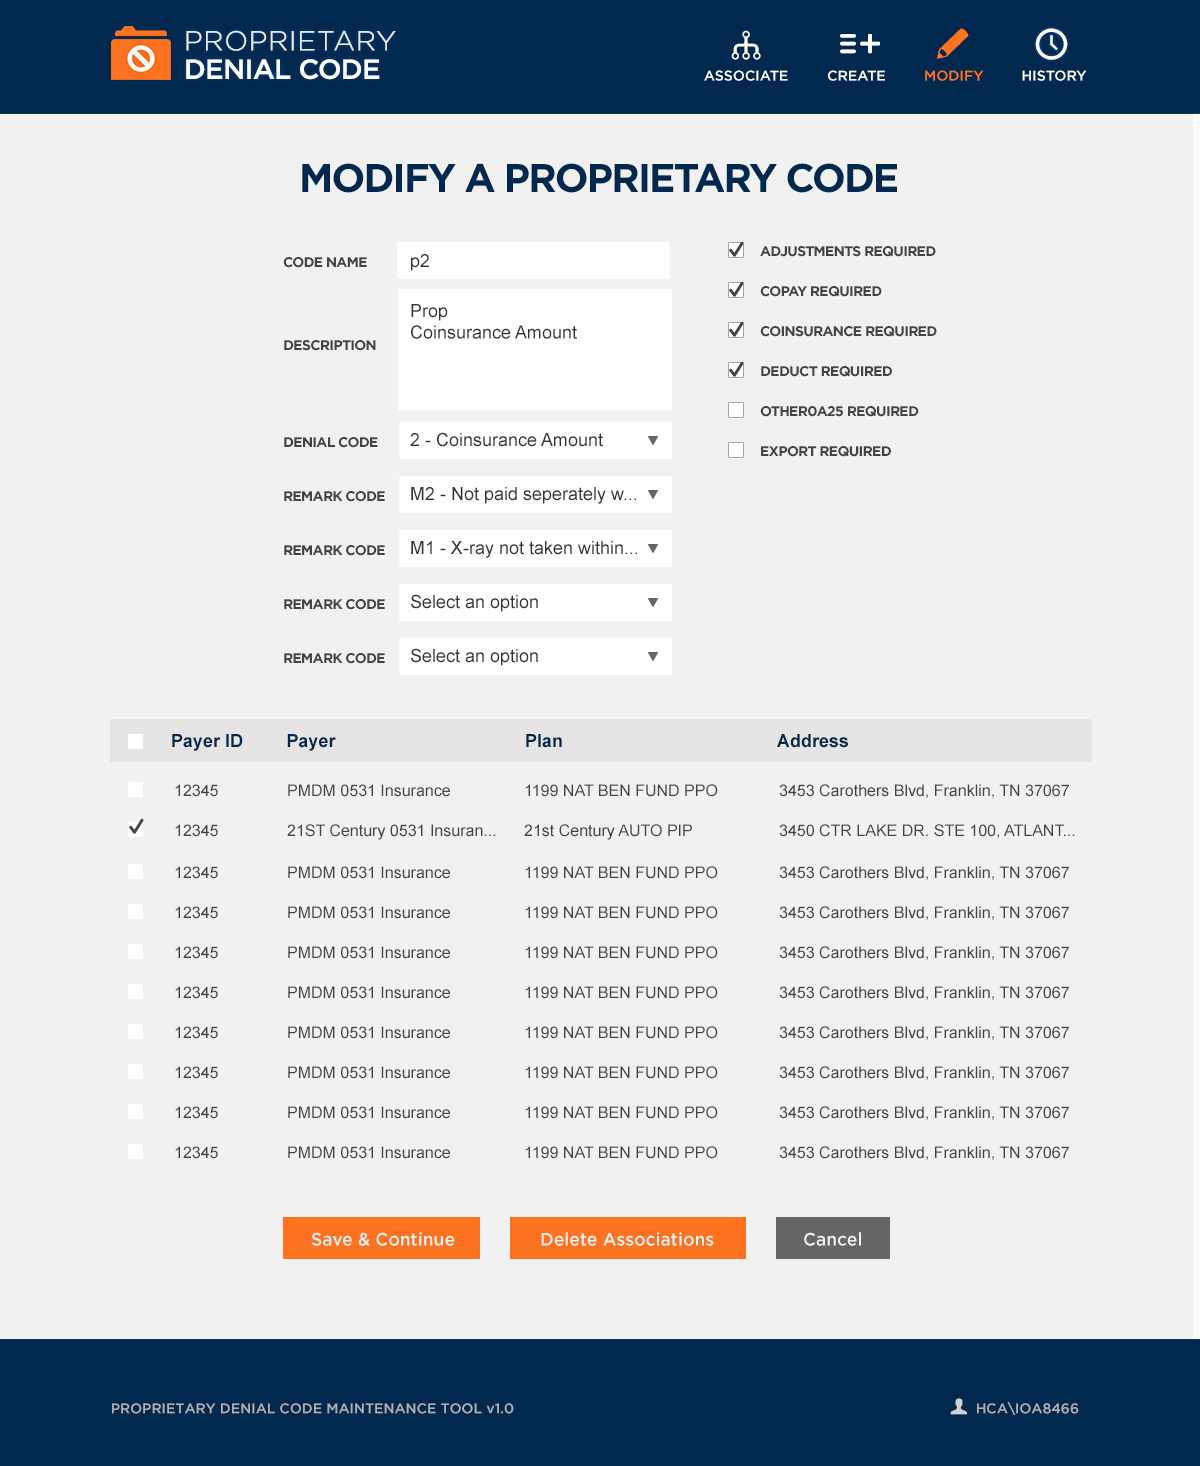 PROPRIETARY
DENIAL CODE
ASSOCIATE
CREATE
MODIFY
HISTORY
MODIFY A PROPRIETARY CODE
CODE NAME
p2
DESCRIPTION
Prop
Coinsurance Amount
DENIAL CODE
2 - Coinsurance Amount
REMARK CODE
M2 - Not paid seperately w...
REMARK CODE
M1 - X-ray not taken within...
REMARK CODE
Select an option
REMARK CODE
Select an option
ADJUSTMENTS REQUIRED
COPAY REQUIRED
COINSURANCE REQUIRED
DEDUCT REQUIRED
OTHER0A25 REQUIRED
EXPORT REQUIRED
Payer ID Payer Plan Address
12345 PMDM 0531 Insurance 1199 NAT BEN FUND PPO 3453 Carothers Blvd, Franklin, TN 37067
12345 21ST Century 0531 Insuran... 21st Century AUTO PIP 3450 CTR LAKE DR. STE 100, ATLANT...
12345 PMDM 0531 Insurance 1199 NAT BEN FUND PPO 3453 Carothers Blvd, Franklin, TN 37067
12345 PMDM 0531 Insurance 1199 NAT BEN FUND PPO 3453 Carothers Blvd, Franklin, TN 37067
12345 PMDM 0531 Insurance 1199 NAT BEN FUND PPO 3453 Carothers Blvd, Franklin, TN 37067
12345 PMDM 0531 Insurance 1199 NAT BEN FUND PPO 3453 Carothers Blvd, Franklin, TN 37067
12345 PMDM 0531 Insurance 1199 NAT BEN FUND PPO 3453 Carothers Blvd, Franklin, TN 37067
12345 PMDM 0531 Insurance 1199 NAT BEN FUND PPO 3453 Carothers Blvd, Franklin, TN 37067
12345 PMDM 0531 Insurance 1199 NAT BEN FUND PPO 3453 Carothers Blvd, Franklin, TN 37067
12345 PMDM 0531 Insurance 1199 NAT BEN FUND PPO 3453 Carothers Blvd, Franklin, TN 37067
Save & Continue
Delete Associations
Cancel
PROPRIETARY DENIAL CODE MAINTENANCE TOOL v1.0
HCA\IOA8466